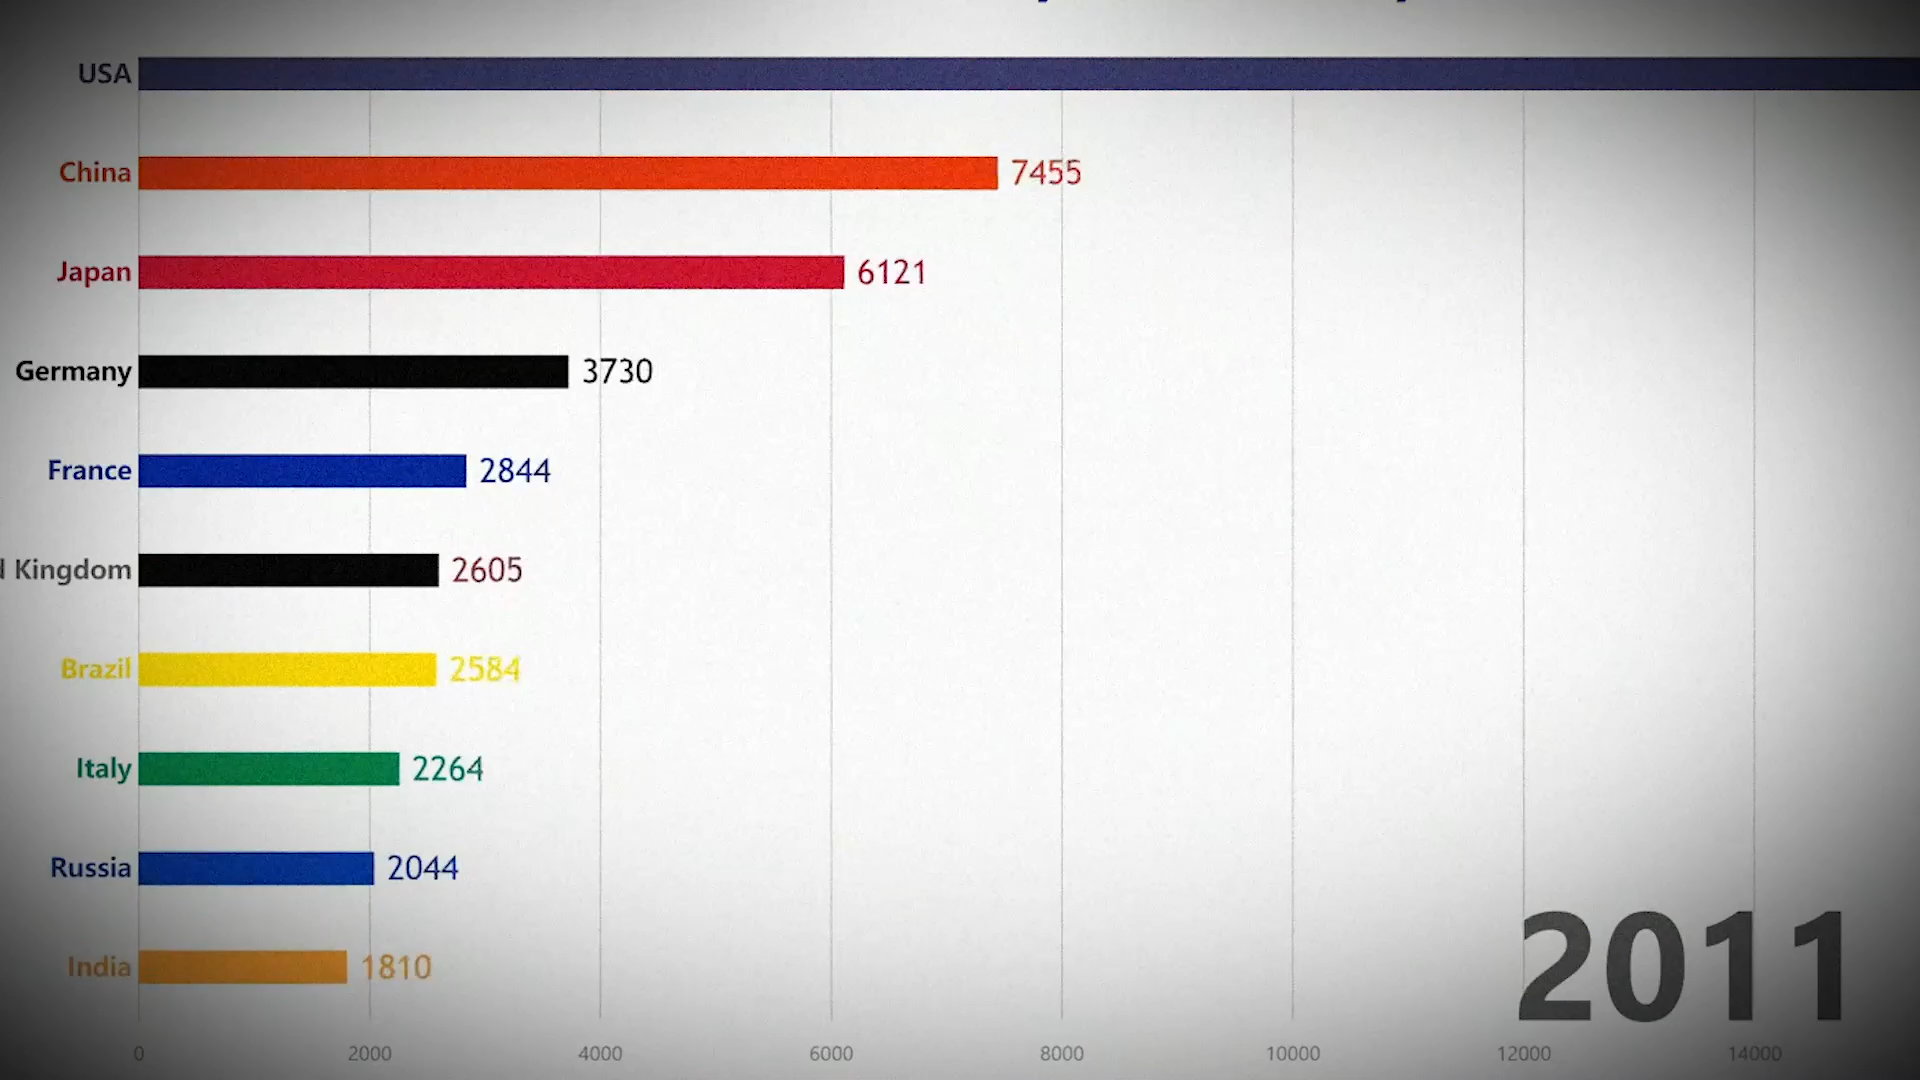 USA
China 7455
Japan 6121
Germany 3730
France 2844
Kingdom 2605
Brazil 2584
Italy 2264
Russia 2044
India 1810
2011
0 2000 4000 6000 8000 10000 12000 14000